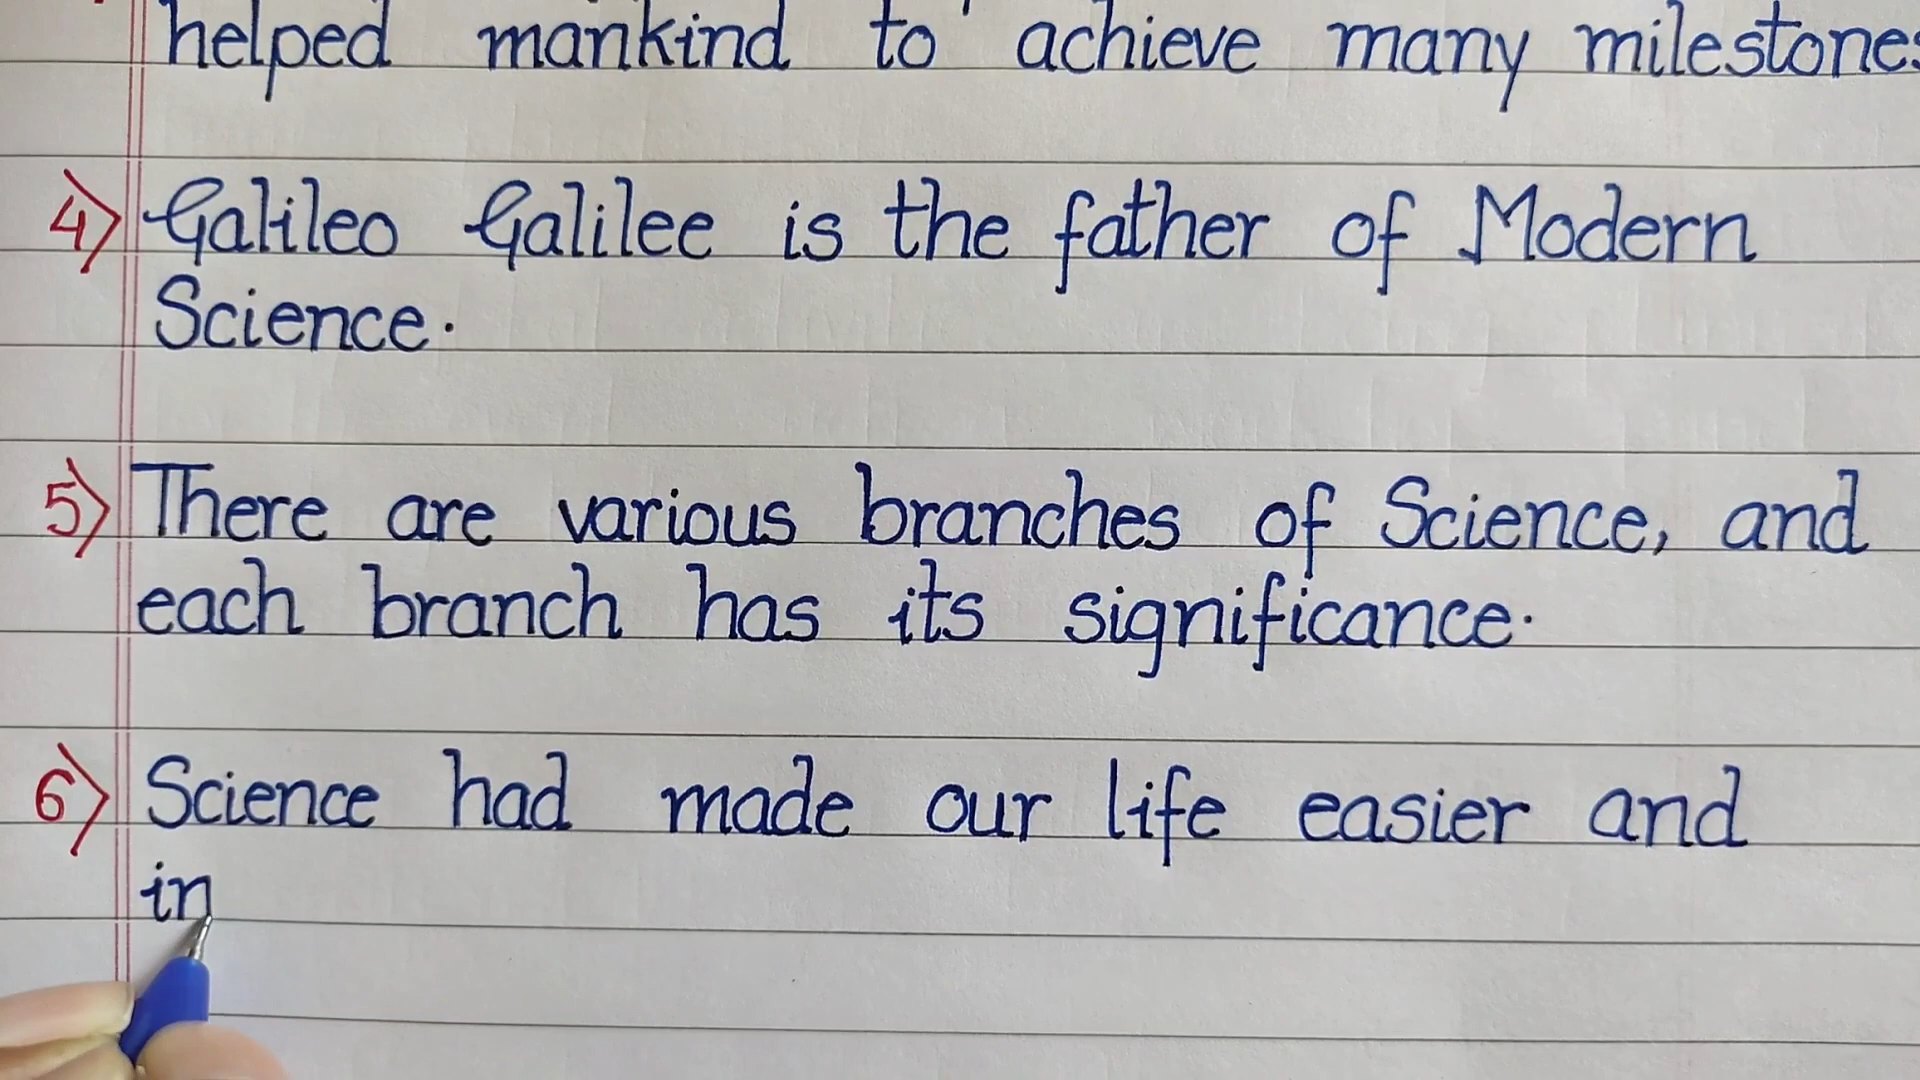 helped mankind to achieve many milestones
4) Galileo Galilee is the father of Modern
Science.
5) There are various branches of Science, and
each branch has its significance.
6) Science had made our life easier and
in